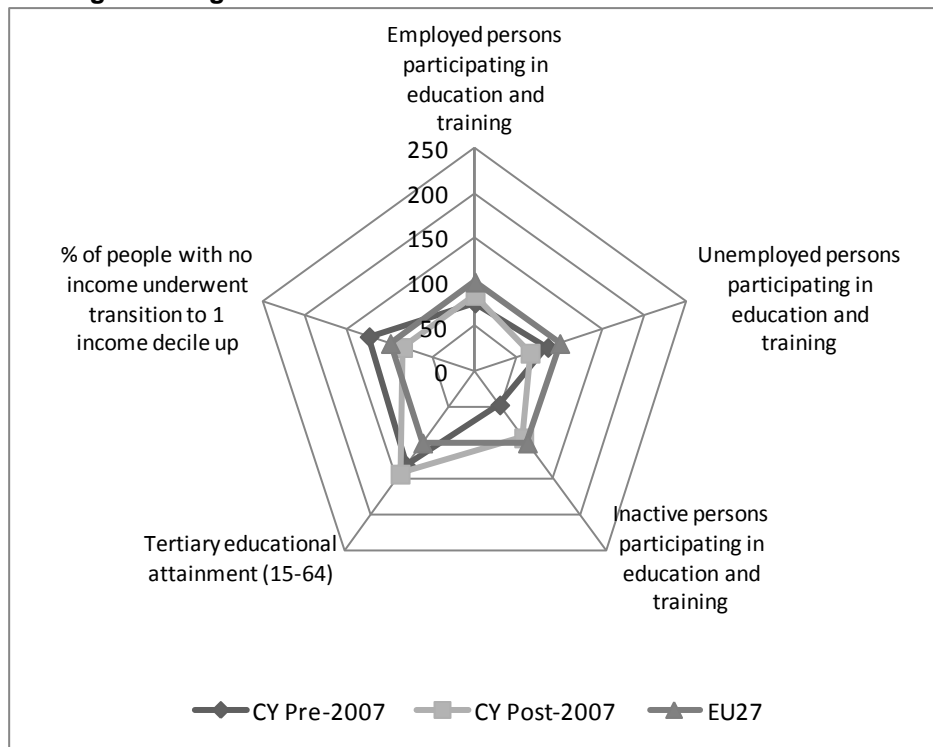 Employed persons
participating in
education and
training
250
200
150
100
50
0
% of people with no
income underwent
transition to 1
income decile up
Unemployed persons
participating in
education and
training
Tertiary educational
attainment (15-64)
Inactive persons
participating in
education and
training
CY Pre-2007 CY Post-2007 EU27